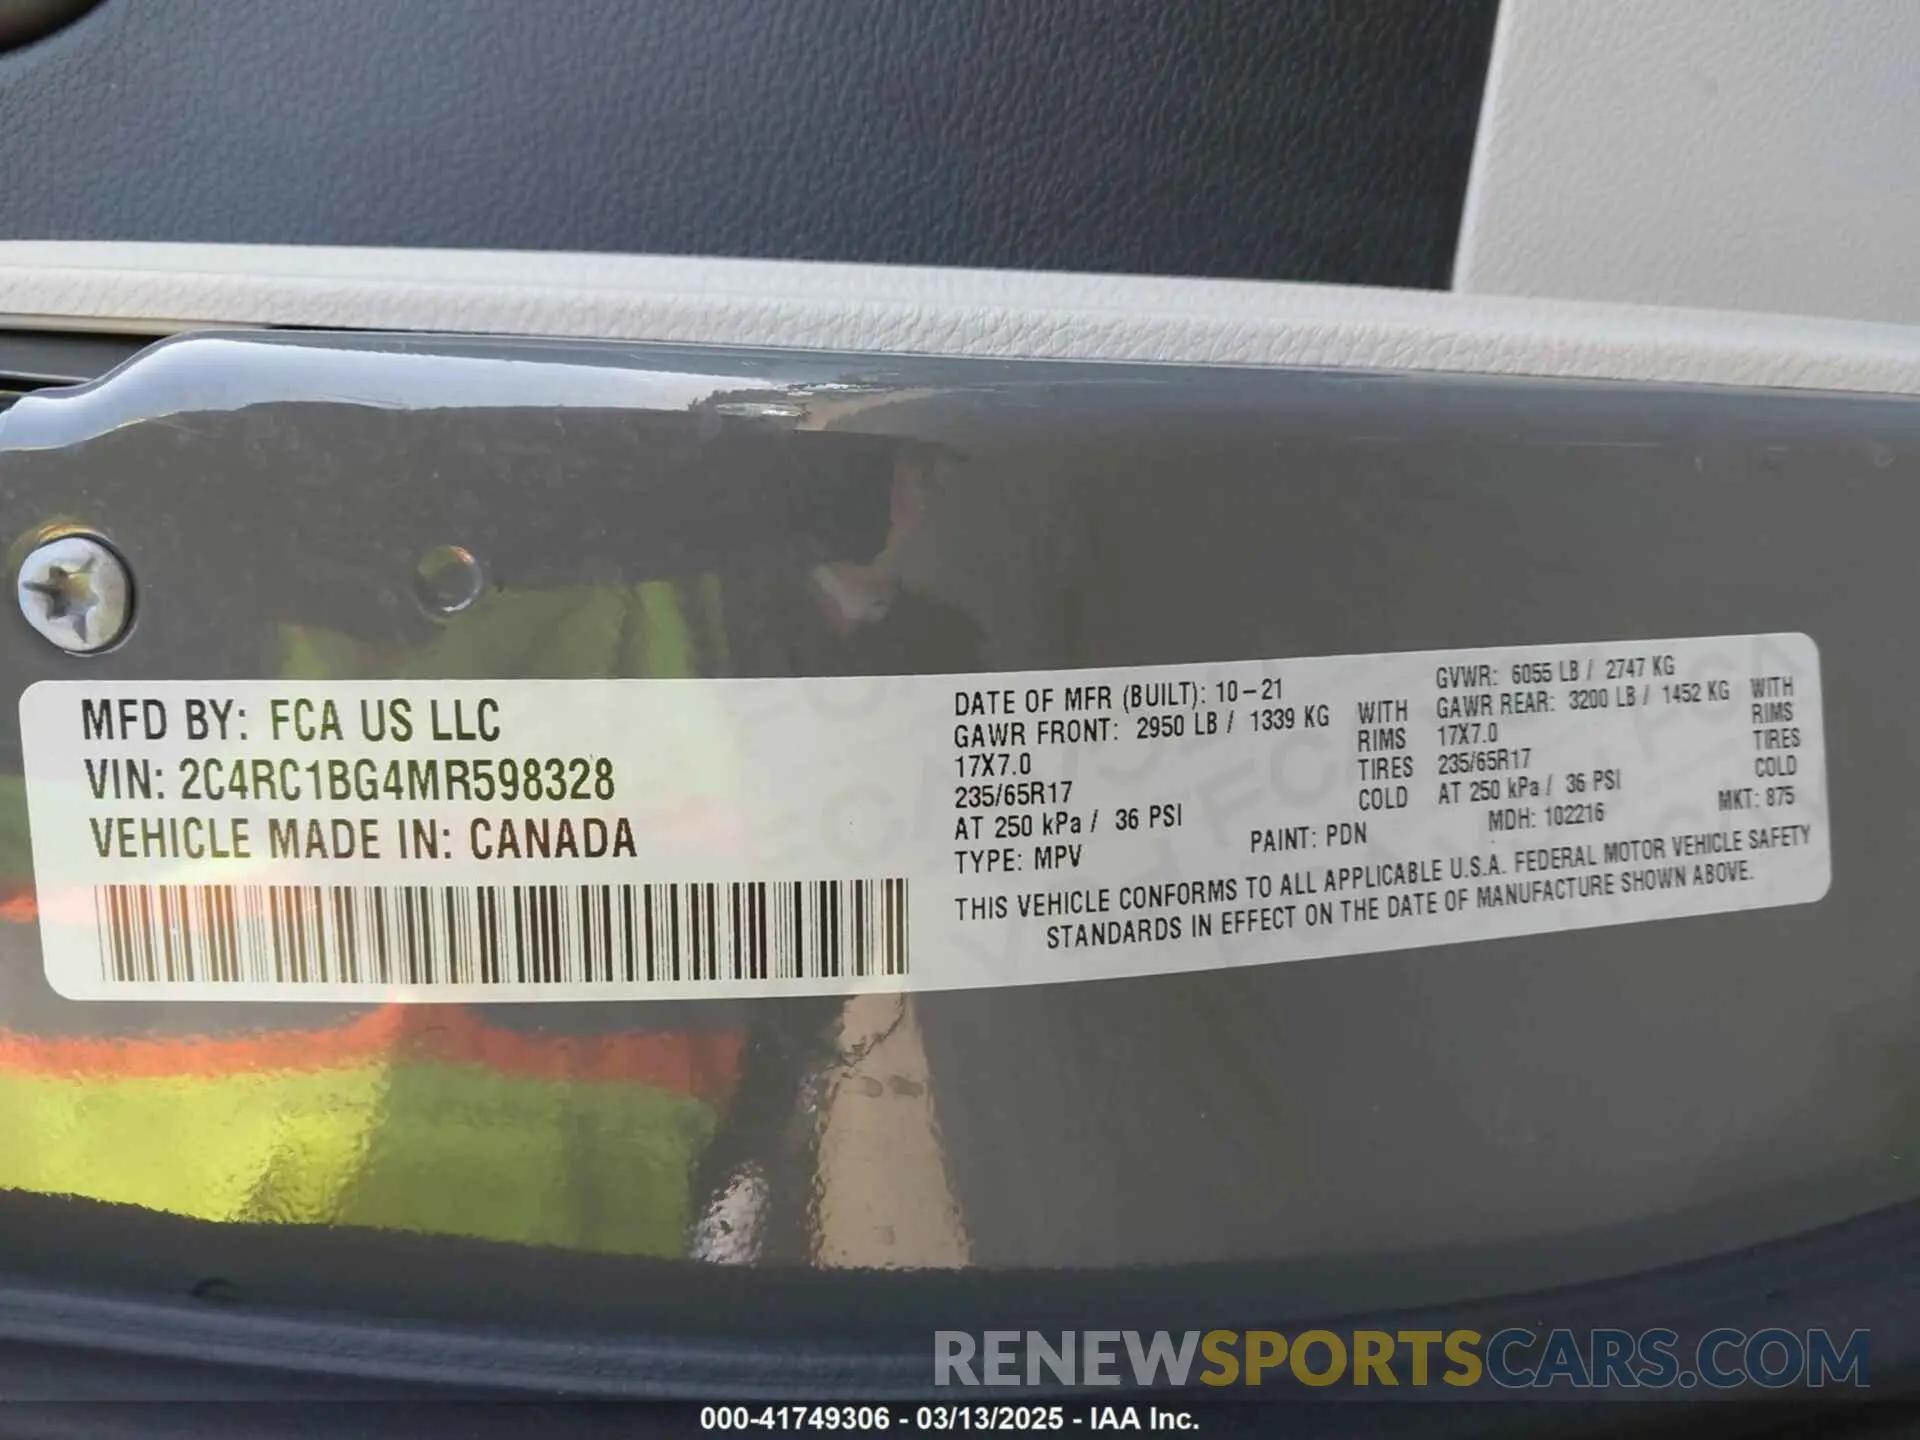 MFD BY: FCA US LLC
VIN: 2C4RC1BG4MR598328
VEHICLE MADE IN: CANADA
DATE OF MFR (BUILT): 10-21
GAWR FRONT: 2950 LB / 1339 KG WITH
17X7.0 RIMS
235/65R17 TIRES
AT 250 kPa / 36 PSI COLD
GVWR: 6055 LB / 2747 KG
GAWR REAR: 3200 LB / 1452 KG WITH
17X7.0 RIMS
235/65R17 TIRES
AT 250 kPa / 36 PSI COLD
TYPE: MPV PAINT: PDN MDH: 102216 MKT: 875
THIS VEHICLE CONFORMS TO ALL APPLICABLE U.S.A. FEDERAL MOTOR VEHICLE SAFETY
STANDARDS IN EFFECT ON THE DATE OF MANUFACTURE SHOWN ABOVE.
RENEWSPORTSCARS.COM
000-41749306 - 03/13/2025 - IAA Inc.